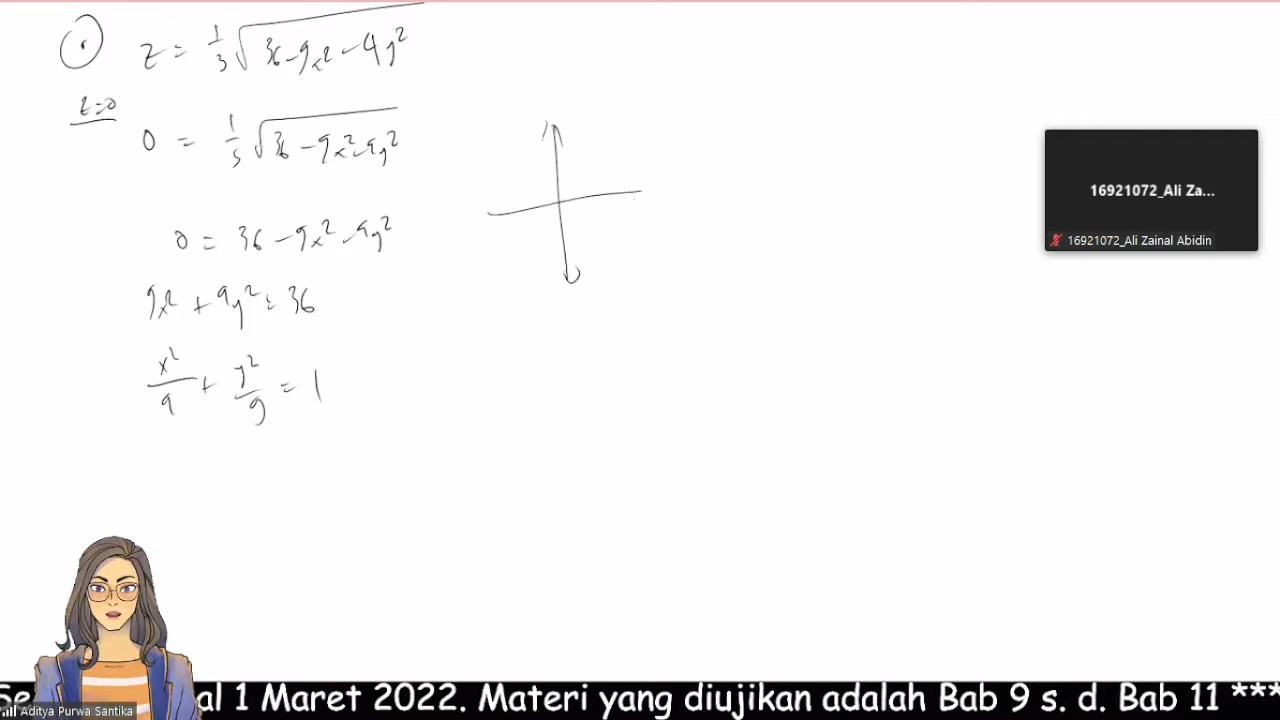 z = 1/3 √(36-9x²-4y²)
z=0
0 = 1/3 √(36-9x²-4y²)
0 = 36-9x²-9y²
9x² + 9y² = 36
x²/9 + y²/9 = 1
16921072_Ali Za...
16921072_Ali Zainal Abidin
Aditya Purwa Santika
al 1 Maret 2022. Materi yang diujikan adalah Bab 9 s. d. Bab 11 ***